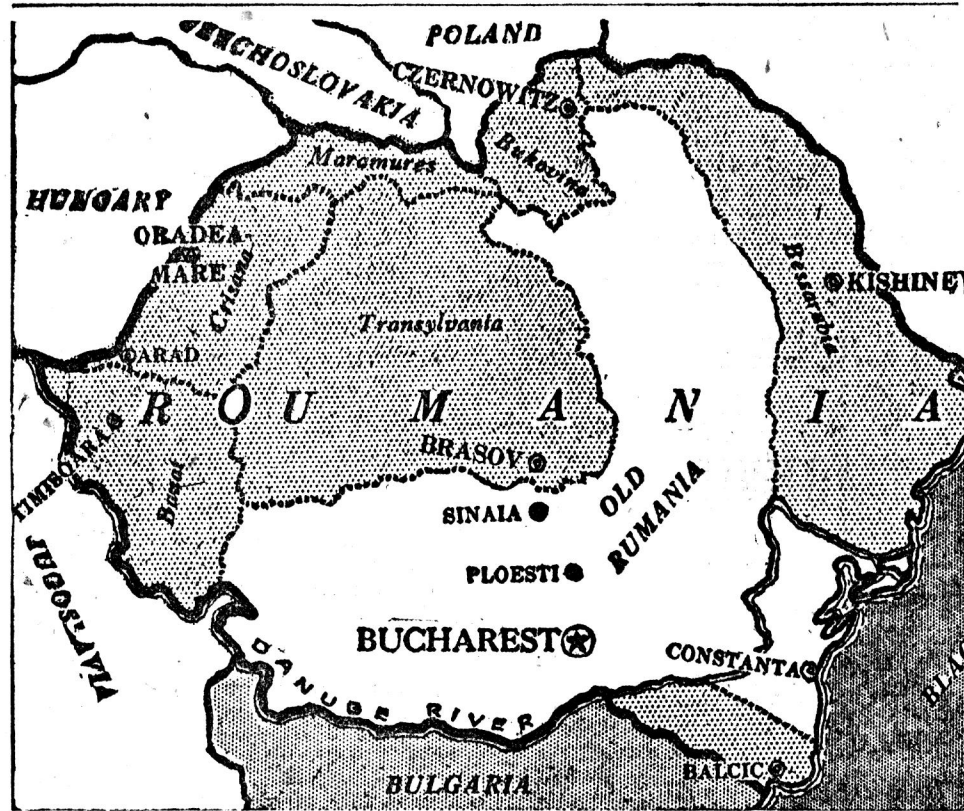 POLAND
CZECHOSLOVAKIA
CZERNOWITZ
Maramures
Bukovina
HUNGARY
ORADEA-
MARE
Crisana
Bessarabia
KISHINEV
Transylvania
ARAD
ROUMANIA
TIMISOARA
BRASOV
Banat
OLD
RUMANIA
SINAIA
PLOESTI
JUGOSLAVIA
BUCHAREST
CONSTANTA
DANUBE RIVER
BLAC
BULGARIA
BALCIC